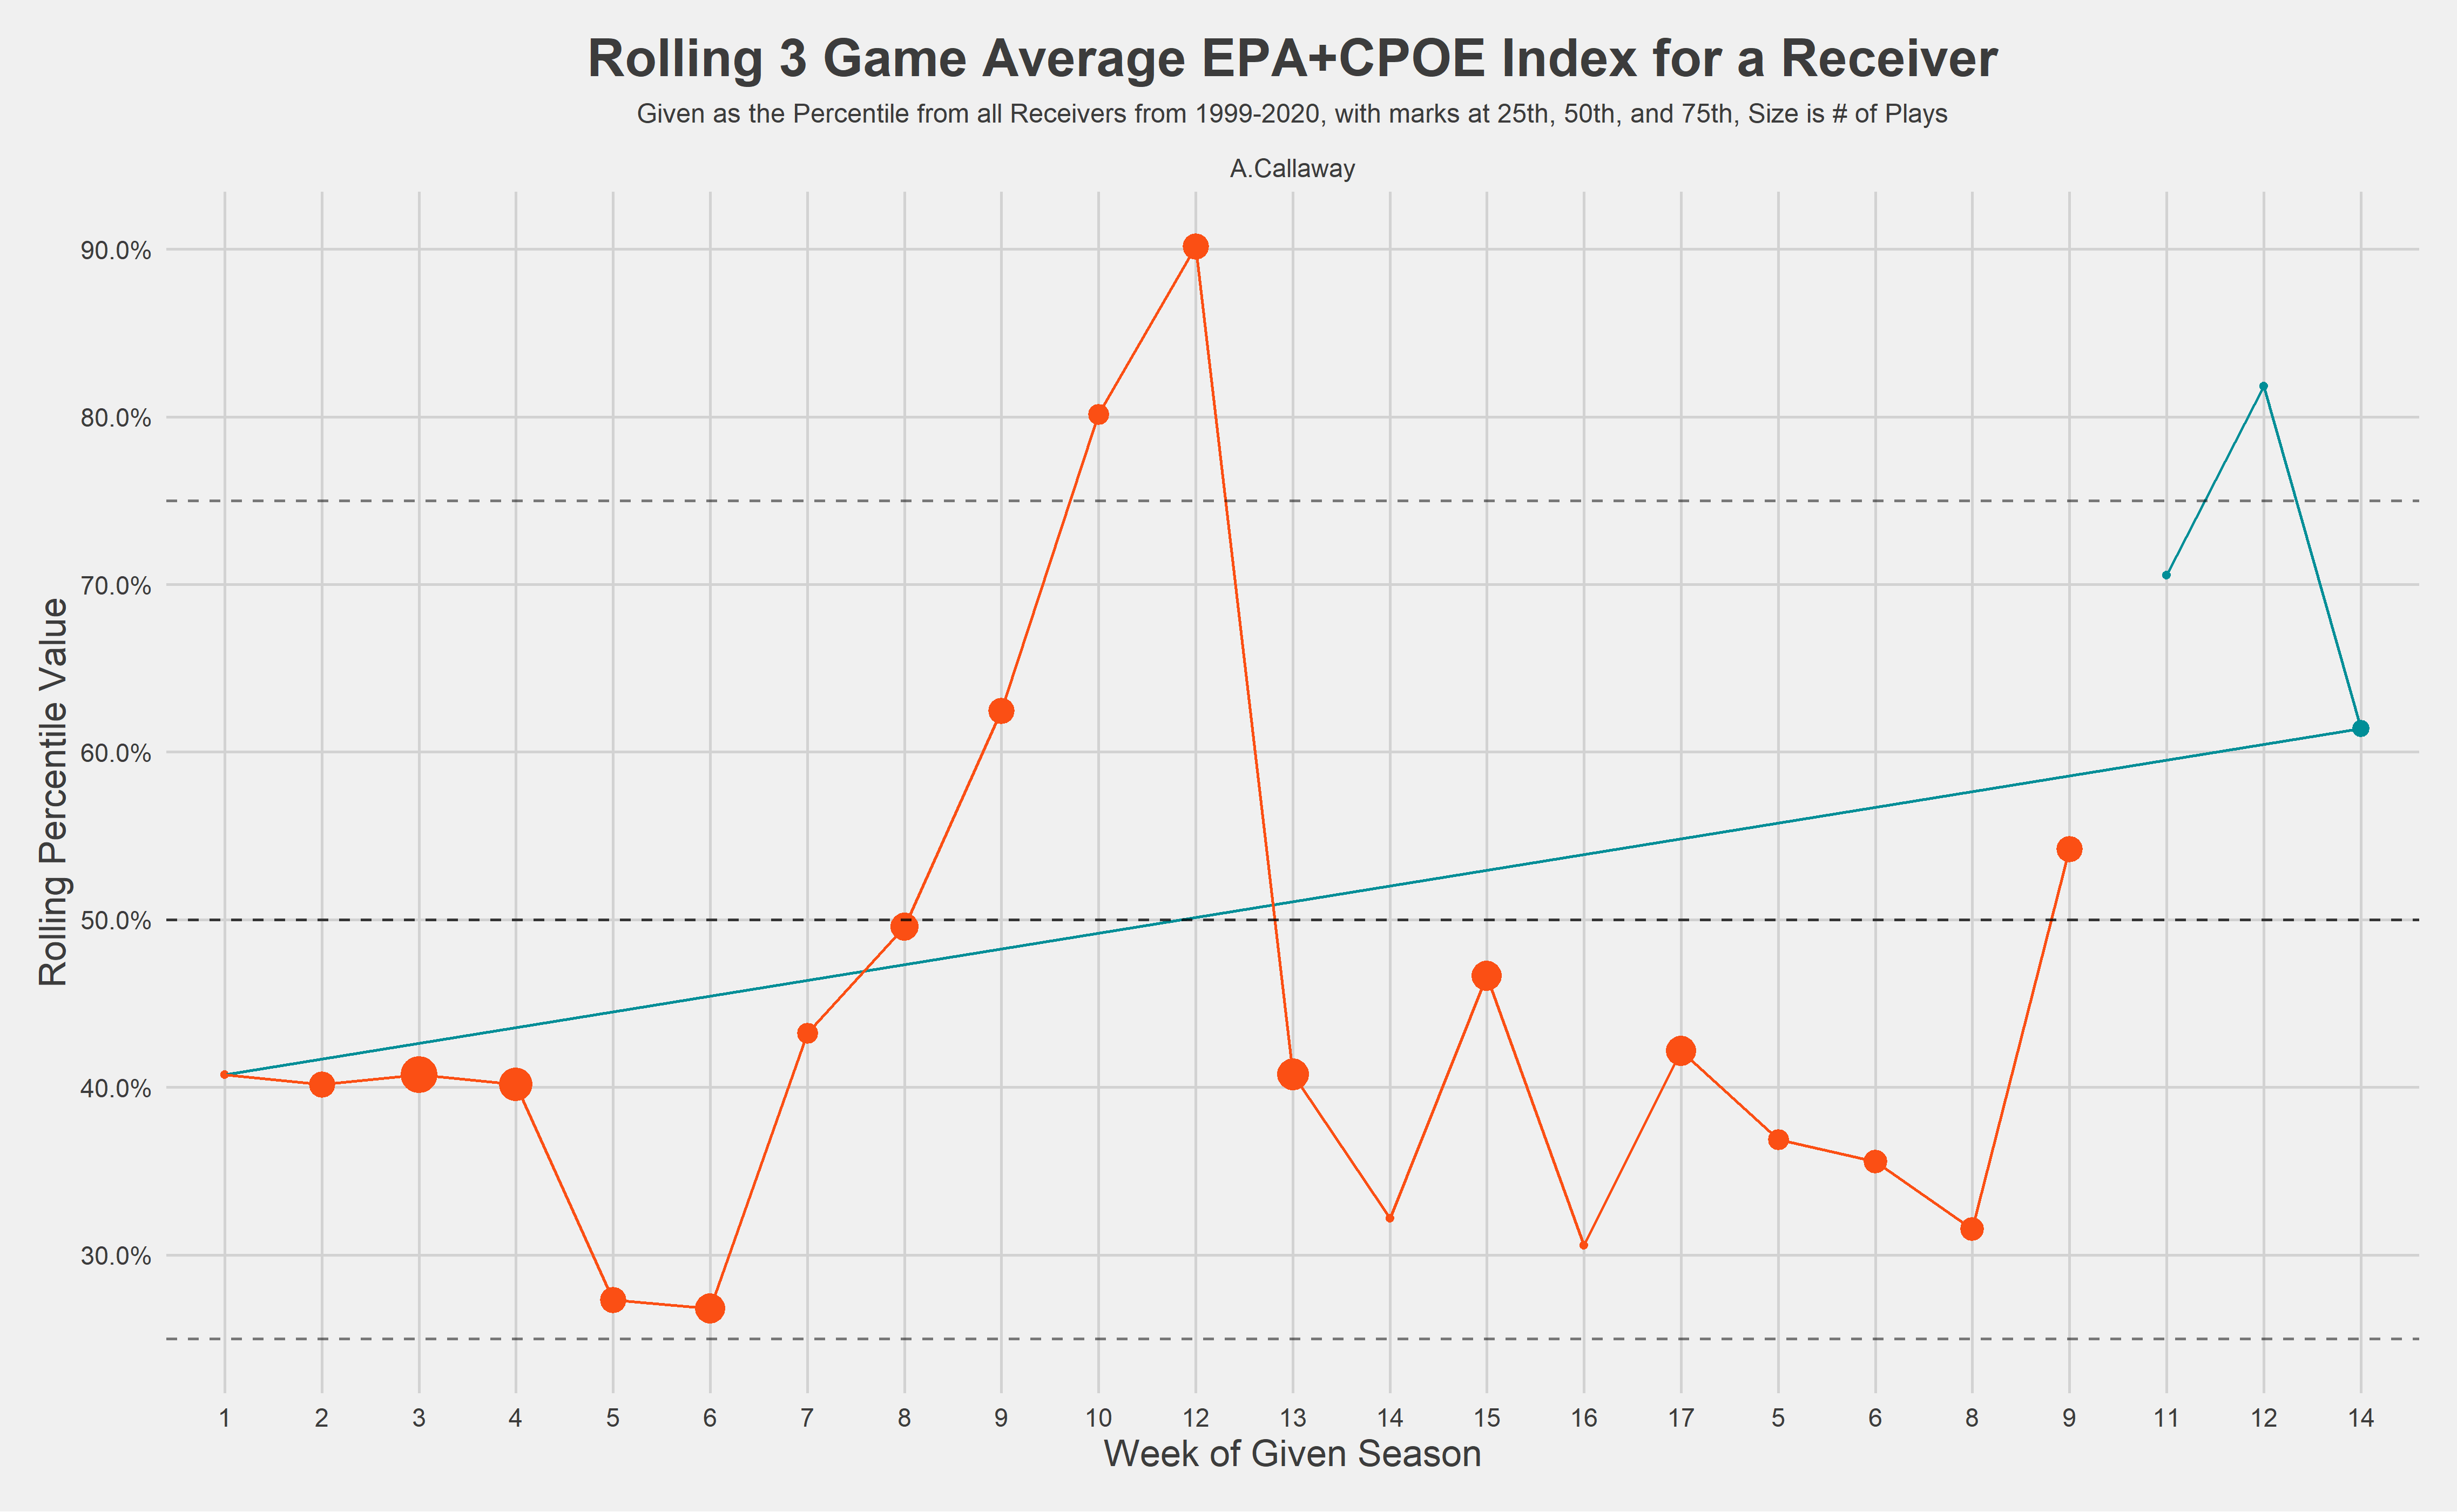 Rolling 3 Game Average EPA+CPOE Index for a Receiver
Given as the Percentile from all Receivers from 1999-2020, with marks at 25th, 50th, and 75th, Size is # of Plays
A.Callaway
90.0%
80.0%
70.0%
60.0%
50.0%
40.0%
30.0%
Rolling Percentile Value
1 2 3 4 5 6 7 8 9 10 12 13 14 15 16 17 5 6 8 9 11 12 14
Week of Given Season